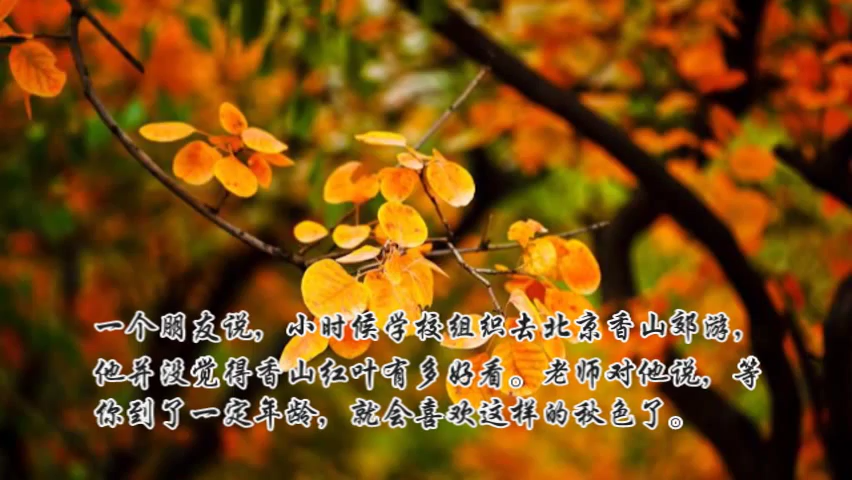 一个朋友说，小时候学校组织去北京香山郊游，
他并没觉得香山红叶有多好看。老师对他说，等
你到了一定年龄，就会喜欢这样的秋色了。